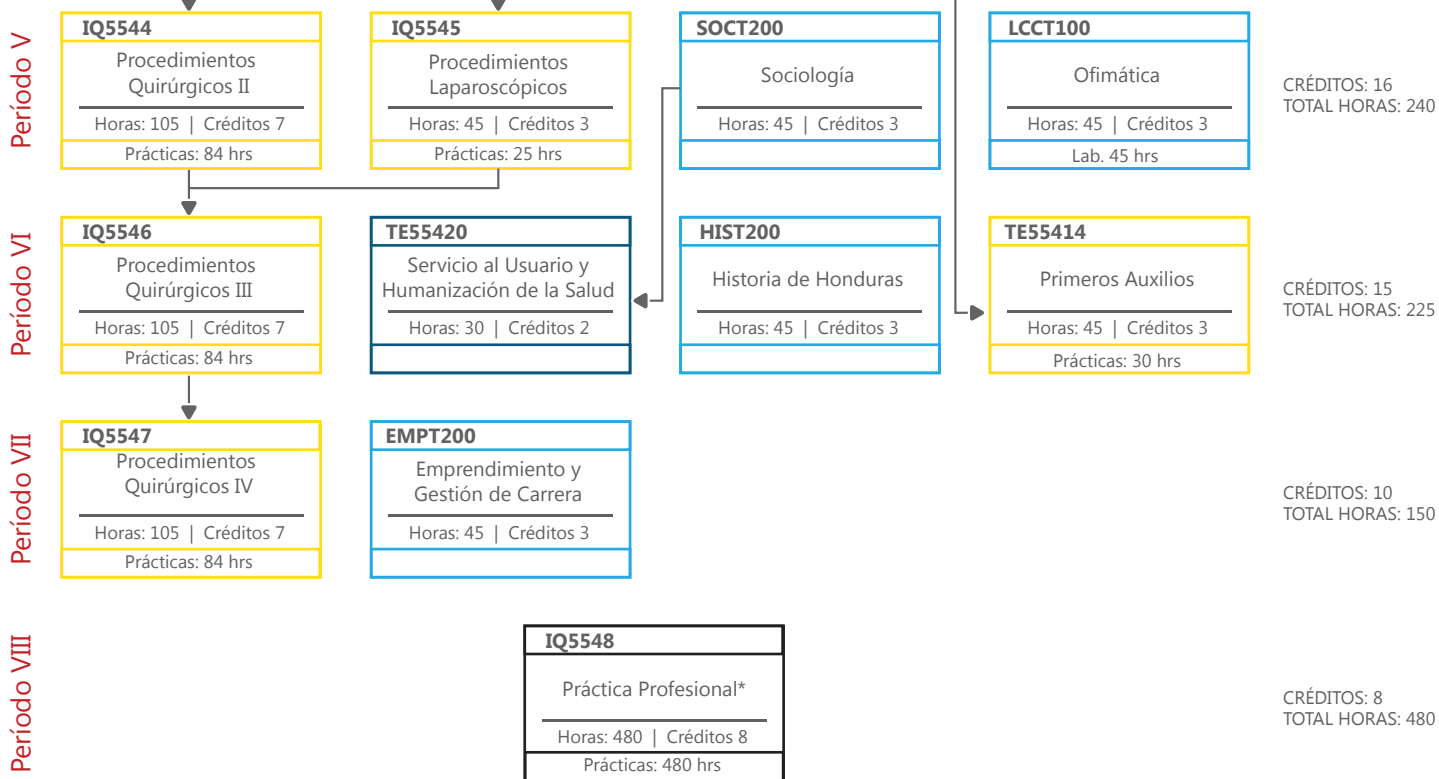 Período V
IQ5544
Procedimientos
Quirúrgicos II
Horas: 105 | Créditos 7
Prácticas: 84 hrs
IQ5545
Procedimientos
Laparoscópicos
Horas: 45 | Créditos 3
Prácticas: 25 hrs
SOCT200
Sociología
Horas: 45 | Créditos 3
LCCT100
Ofimática
Horas: 45 | Créditos 3
Lab. 45 hrs
CRÉDITOS: 16
TOTAL HORAS: 240
Período VI
IQ5546
Procedimientos
Quirúrgicos III
Horas: 105 | Créditos 7
Prácticas: 84 hrs
TE55420
Servicio al Usuario y
Humanización de la Salud
Horas: 30 | Créditos 2
HIST200
Historia de Honduras
Horas: 45 | Créditos 3
TE55414
Primeros Auxilios
Horas: 45 | Créditos 3
Prácticas: 30 hrs
CRÉDITOS: 15
TOTAL HORAS: 225
Período VII
IQ5547
Procedimientos
Quirúrgicos IV
Horas: 105 | Créditos 7
Prácticas: 84 hrs
EMPT200
Emprendimiento y
Gestión de Carrera
Horas: 45 | Créditos 3
CRÉDITOS: 10
TOTAL HORAS: 150
Período VIII
IQ5548
Práctica Profesional*
Horas: 480 | Créditos 8
Prácticas: 480 hrs
CRÉDITOS: 8
TOTAL HORAS: 480